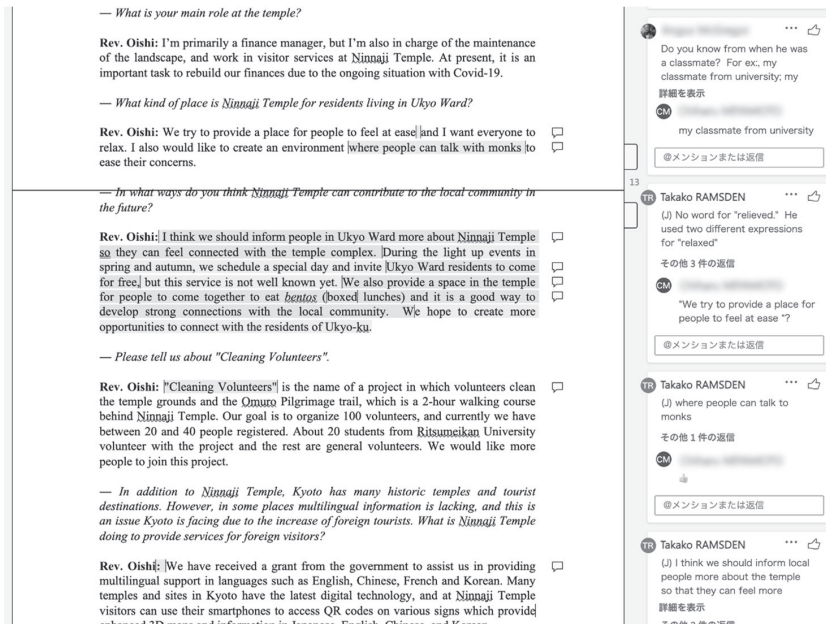 — What is your main role at the temple?
Rev. Oishi: I'm primarily a finance manager, but I'm also in charge of the maintenance
of the landscape, and work in visitor services at Ninnaji Temple. At present, it is an
important task to rebuild our finances due to the ongoing situation with Covid-19.
— What kind of place is Ninnaji Temple for residents living in Ukyo Ward?
Rev. Oishi: We try to provide a place for people to feel at ease and I want everyone to
relax. I also would like to create an environment where people can talk with monks to
ease their concerns.
— In what ways do you think Ninnaji Temple can contribute to the local community in
the future?
Rev. Oishi: I think we should inform people in Ukyo Ward more about Ninnaji Temple
so they can feel connected with the temple complex. During the light up events in
spring and autumn, we schedule a special day and invite Ukyo Ward residents to come
for free, but this service is not well known yet. We also provide a space in the temple
for people to come together to eat bentos (boxed lunches) and it is a good way to
develop strong connections with the local community. We hope to create more
opportunities to connect with the residents of Ukyo-ku.
— Please tell us about "Cleaning Volunteers".
Rev. Oishi: "Cleaning Volunteers" is the name of a project in which volunteers clean
the temple grounds and the Omuro Pilgrimage trail, which is a 2-hour walking course
behind Ninnaji Temple. Our goal is to organize 100 volunteers, and currently we have
between 20 and 40 people registered. About 20 students from Ritsumeikan University
volunteer with the project and the rest are general volunteers. We would like more
people to join this project.
— In addition to Ninnaji Temple, Kyoto has many historic temples and tourist
destinations. However, in some places multilingual information is lacking, and this is
an issue Kyoto is facing due to the increase of foreign tourists. What is Ninnaji Temple
doing to provide services for foreign visitors?
Rev. Oishi: We have received a grant from the government to assist us in providing
multilingual support in languages such as English, Chinese, French and Korean. Many
temples and sites in Kyoto have the latest digital technology, and at Ninnaji Temple
visitors can use their smartphones to access QR codes on various signs which provide
Do you know from when he was
a classmate? For ex:, my
classmate from university; my
詳細を表示
CM
my classmate from university
@メンションまたは返信
13
TR Takako RAMSDEN
(J) No word for "relieved." He
used two different expressions
for "relaxed"
その他 3 件の返信
CM
"We try to provide a place for
people to feel at ease "?
@メンションまたは返信
TR Takako RAMSDEN
(J) where people can talk to
monks
その他 1 件の返信
CM
@メンションまたは返信
TR Takako RAMSDEN
(J) I think we should inform local
people more about the temple
so that they can feel more
詳細を表示